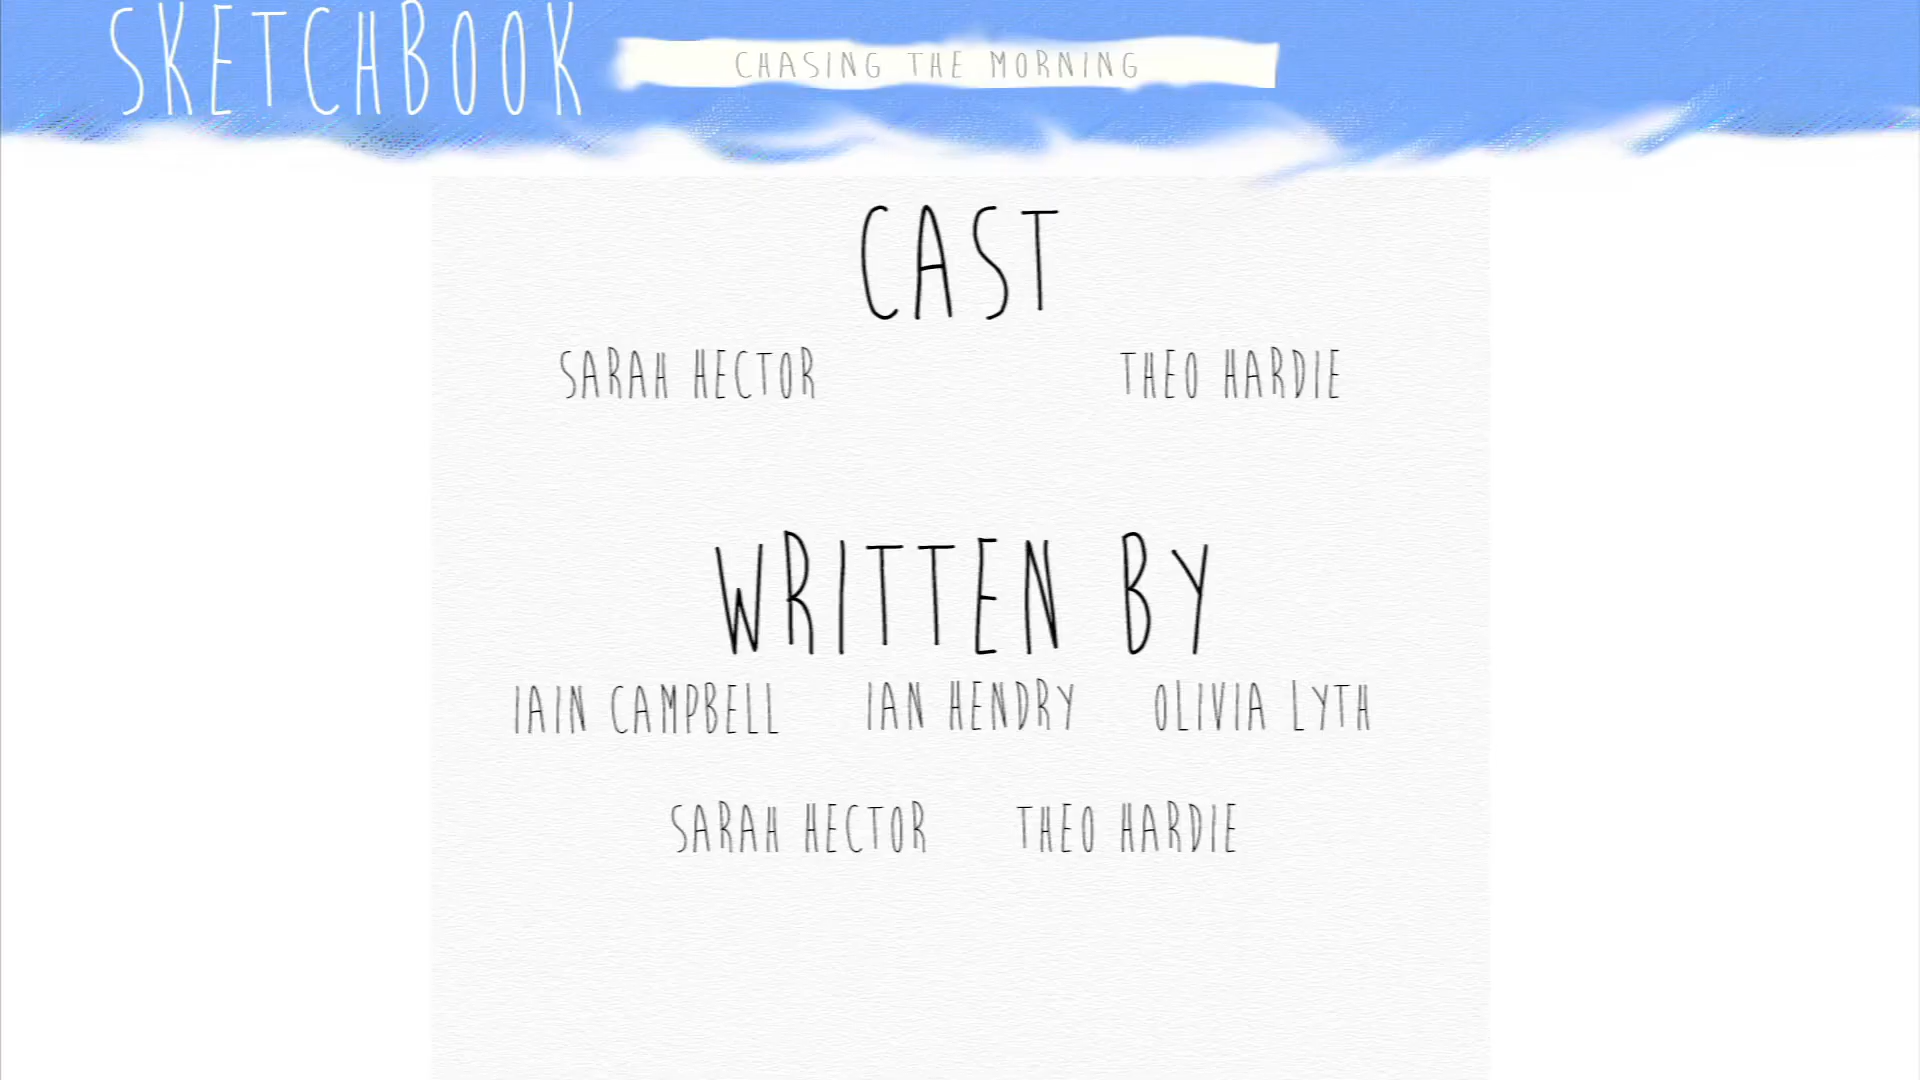 SKETCHBOOK
CHASING THE MORNING
CAST
SARAH HECTOR THEO HARDIE
WRITTEN BY
IAIN CAMPBELL IAN HENDRY OLIVIA LYTH
SARAH HECTOR THEO HARDIE